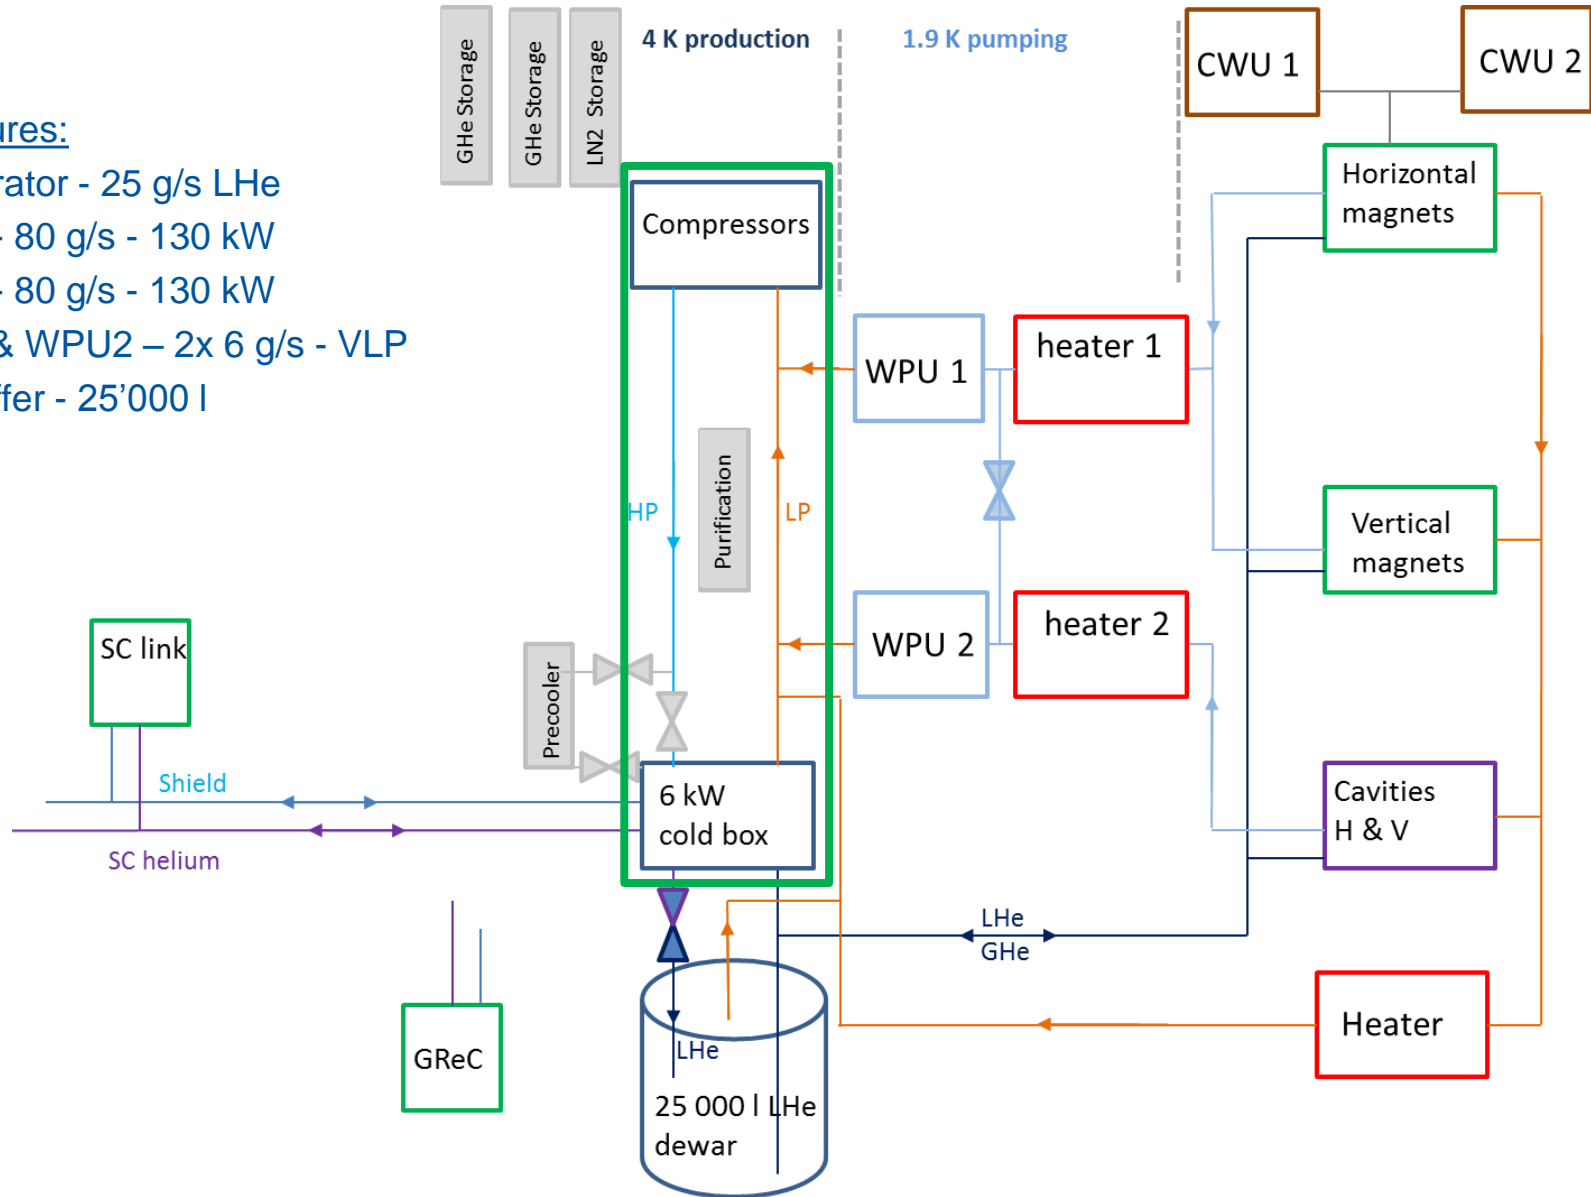 ures:
rator - 25 g/s LHe
- 80 g/s - 130 kW
- 80 g/s - 130 kW
& WPU2 – 2x 6 g/s - VLP
ffer - 25’000 l
GHe Storage
GHe Storage
LN2 Storage
4 K production
1.9 K pumping
CWU 1
CWU 2
Compressors
Horizontal
magnets
WPU 1
heater 1
HP
Purification
LP
Vertical
magnets
SC link
Precooler
WPU 2
heater 2
Shield
SC helium
6 kW
cold box
Cavities
H & V
LHe
GHe
GReC
LHe
25 000 l LHe
dewar
Heater